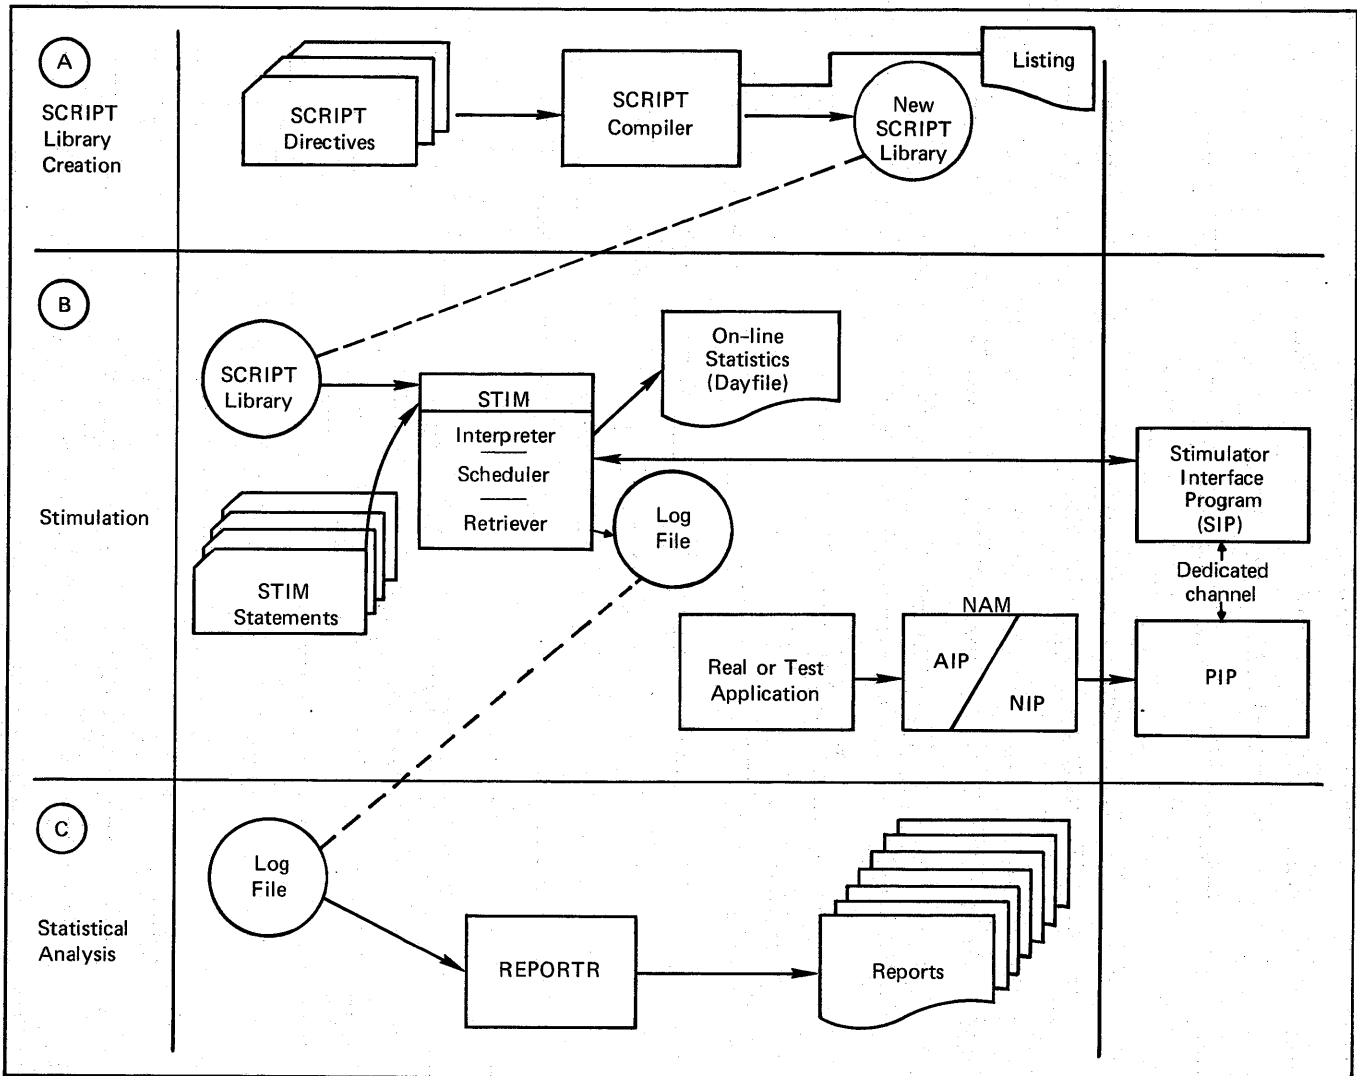 A
SCRIPT
Library
Creation
SCRIPT
Directives
SCRIPT
Compiler
New
SCRIPT
Library
Listing
B
Stimulation
SCRIPT
Library
STIM
Interpreter
Scheduler
Retriever
STIM
Statements
On-line
Statistics
(Dayfile)
Log
File
Stimulator
Interface
Program
(SIP)
Dedicated
channel
Real or Test
Application
NAM
AIP
NIP
PIP
C
Statistical
Analysis
Log
File
REPORTR
Reports